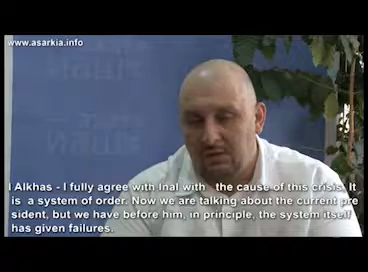 www.asarkia.info
l Alkhas - I fully agree with Inal with the cause of this crisis. It
is a system of order. Now we are talking about the current pre
sident, but we have before him, in principle, the system itself
has given failures.